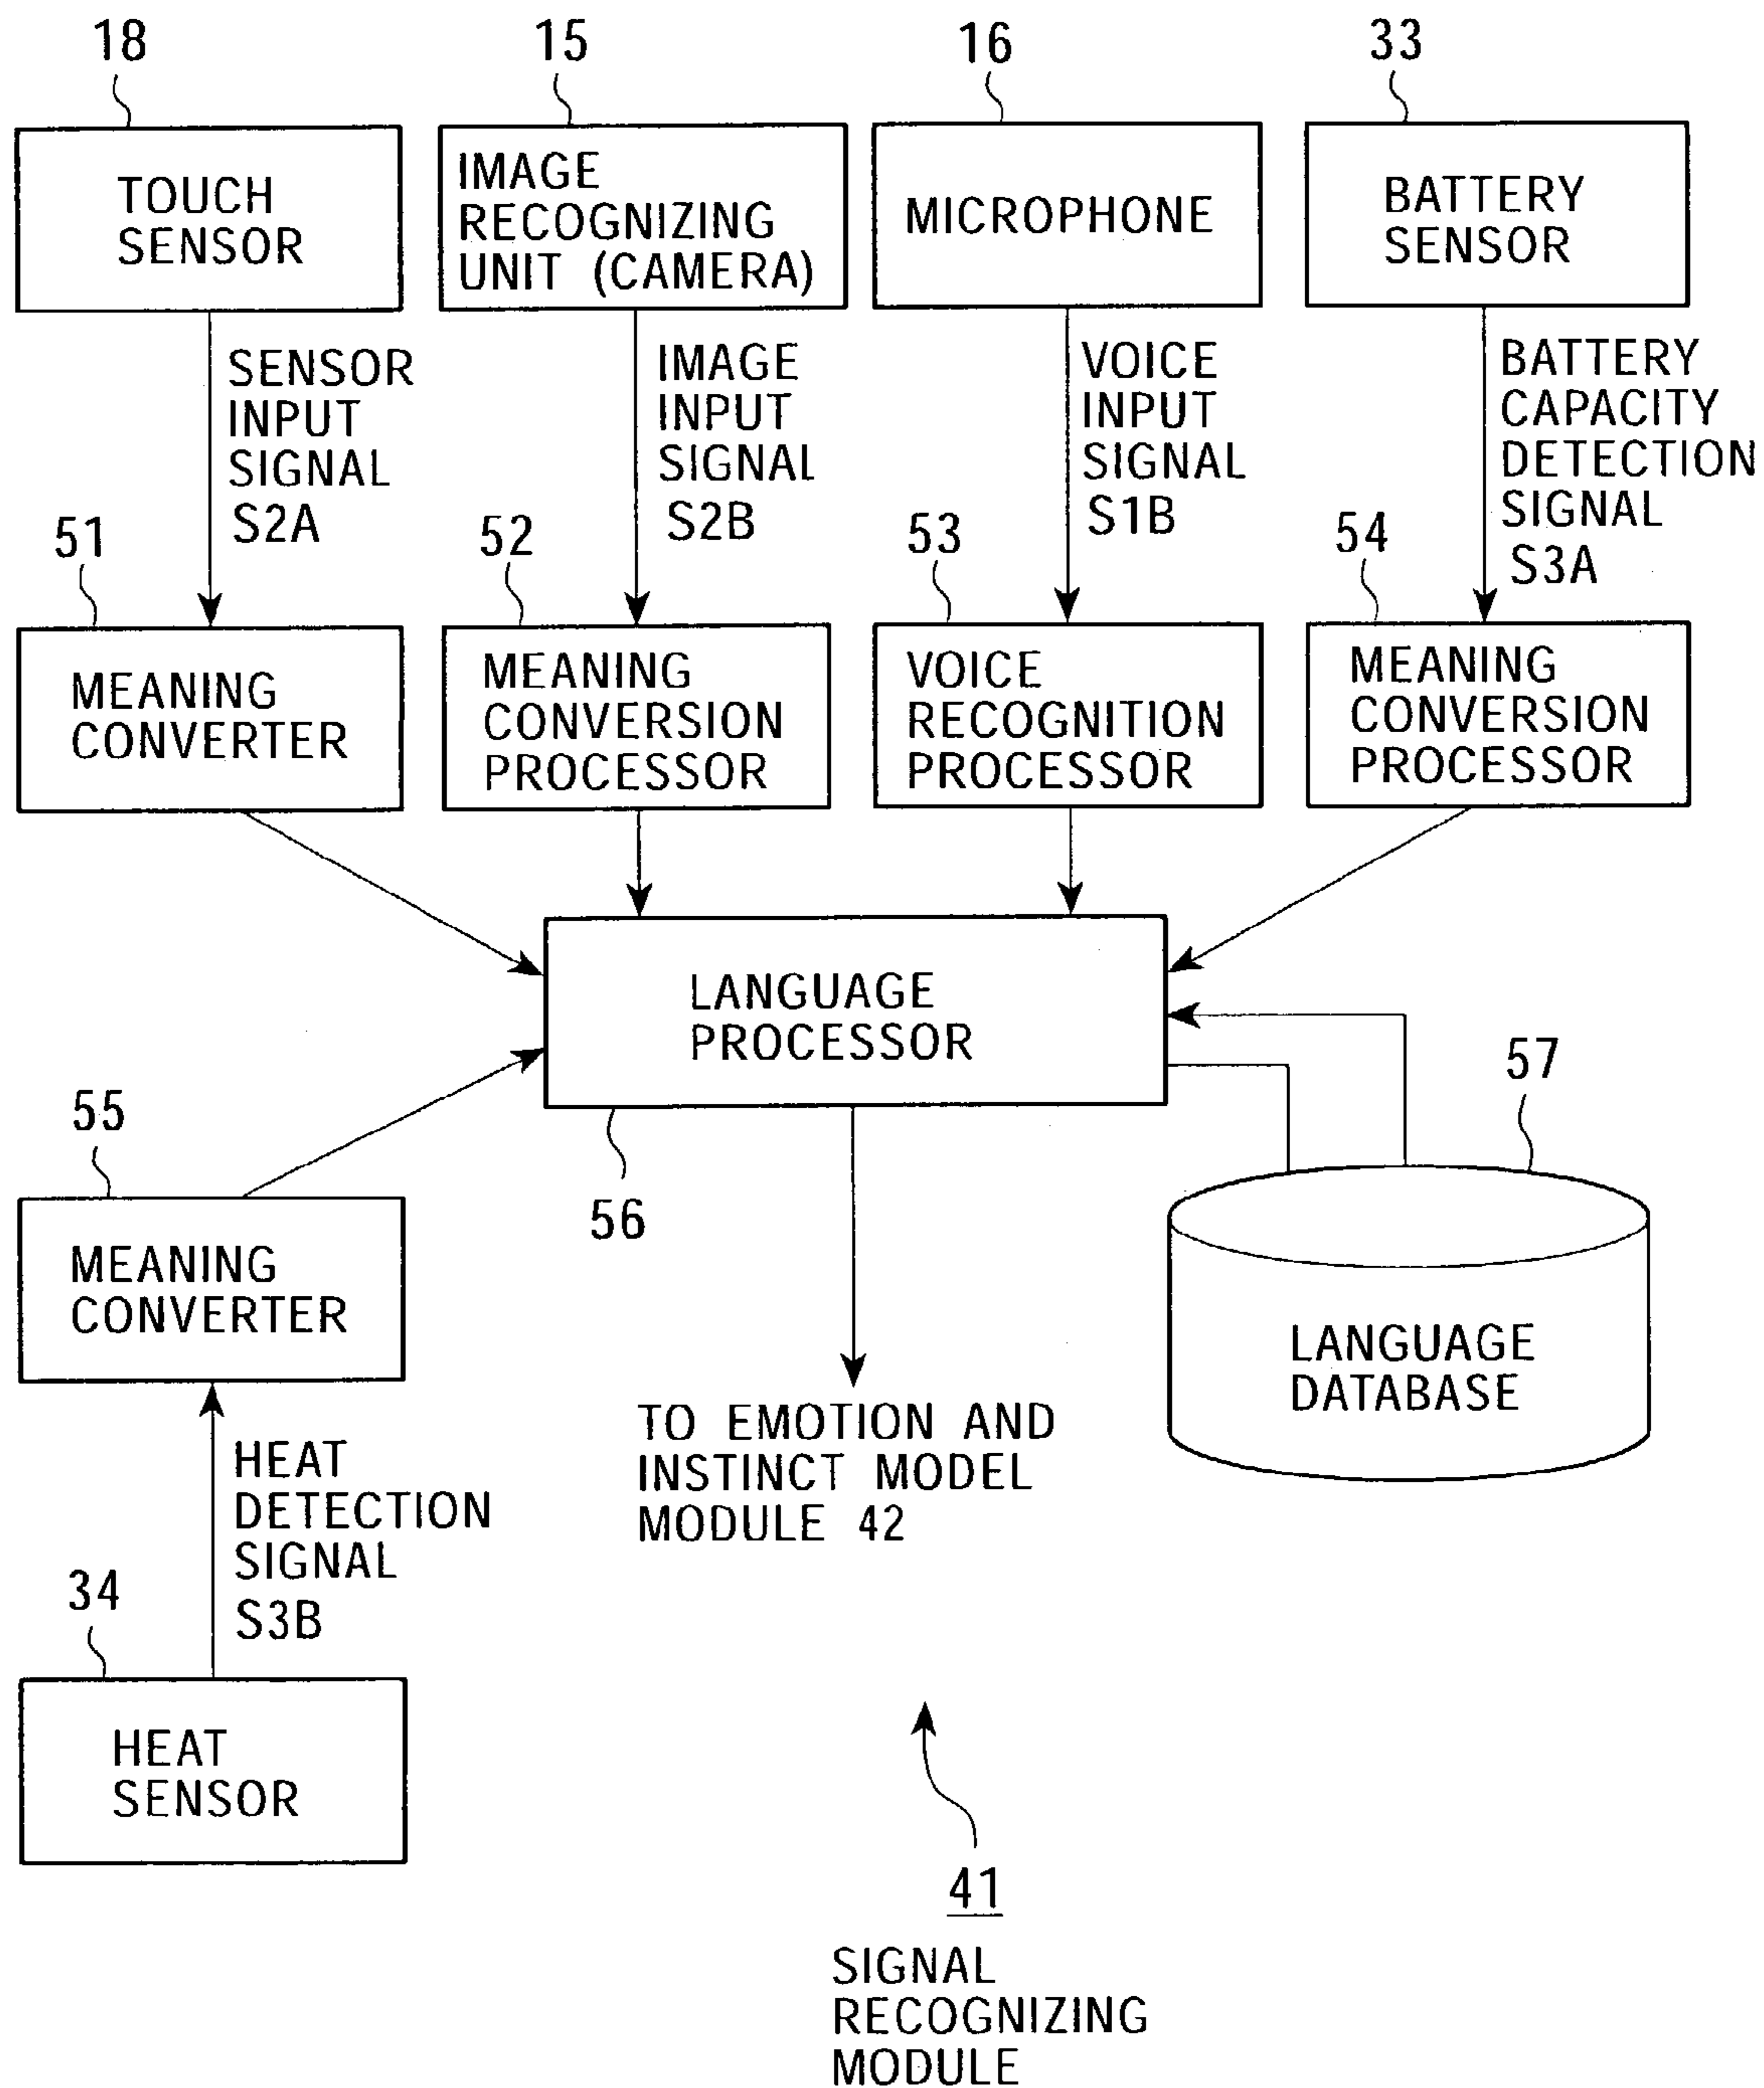 18
15
16
33
TOUCH
SENSOR
IMAGE
RECOGNIZING
UNIT (CAMERA)
MICROPHONE
BATTERY
SENSOR
SENSOR
INPUT
SIGNAL
S2A
IMAGE
INPUT
SIGNAL
S2B
VOICE
INPUT
SIGNAL
S1B
BATTERY
CAPACITY
DETECTION
SIGNAL
S3A
51
52
53
54
MEANING
CONVERTER
MEANING
CONVERSION
PROCESSOR
VOICE
RECOGNITION
PROCESSOR
MEANING
CONVERSION
PROCESSOR
LANGUAGE
PROCESSOR
56
55
57
MEANING
CONVERTER
LANGUAGE
DATABASE
TO EMOTION AND
INSTINCT MODEL
MODULE 42
HEAT
DETECTION
SIGNAL
S3B
34
HEAT
SENSOR
41
SIGNAL
RECOGNIZING
MODULE